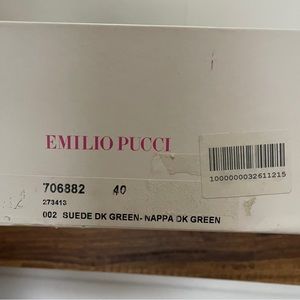 EMILIO PUCCI
1000000032611215
706882 40
273413
002 SUEDE DK GREEN- NAPPA DK GREEN